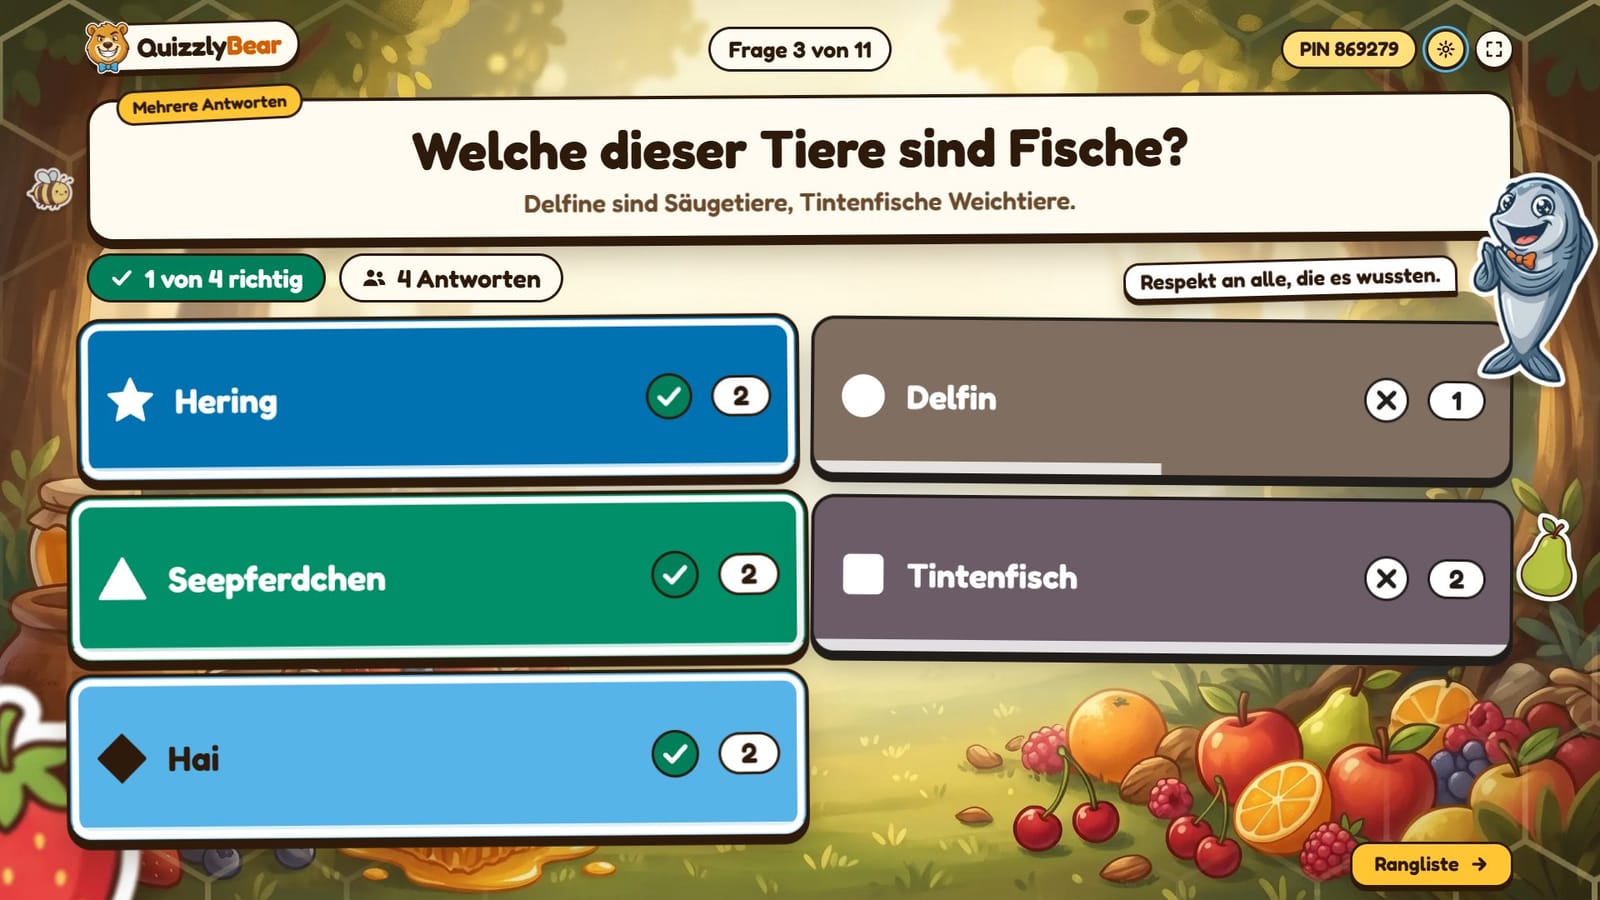 QuizzlyBear
Frage 3 von 11
PIN 869279
Mehrere Antworten
Welche dieser Tiere sind Fische?
Delfine sind Säugetiere, Tintenfische Weichtiere.
1 von 4 richtig
4 Antworten
Respekt an alle, die es wussten.
Hering
2
Delfin
1
Seepferdchen
2
Tintenfisch
2
Hai
2
Rangliste